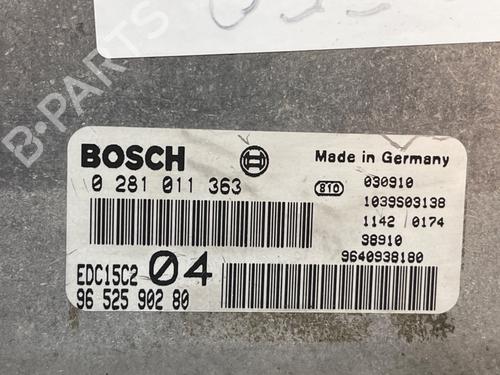 B-PARTS
BOSCH
Made in Germany
0 281 011 363
810
030910
1039S03138
1142 0174
98910
9640938180
EDC15C2 04
96 525 902 80